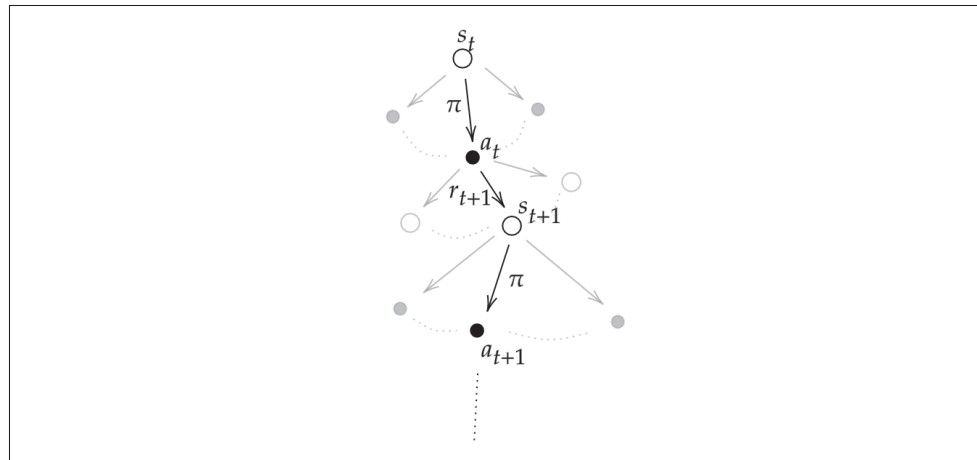 s_t
π
a_t
r_{t+1}
s_{t+1}
π
a_{t+1}